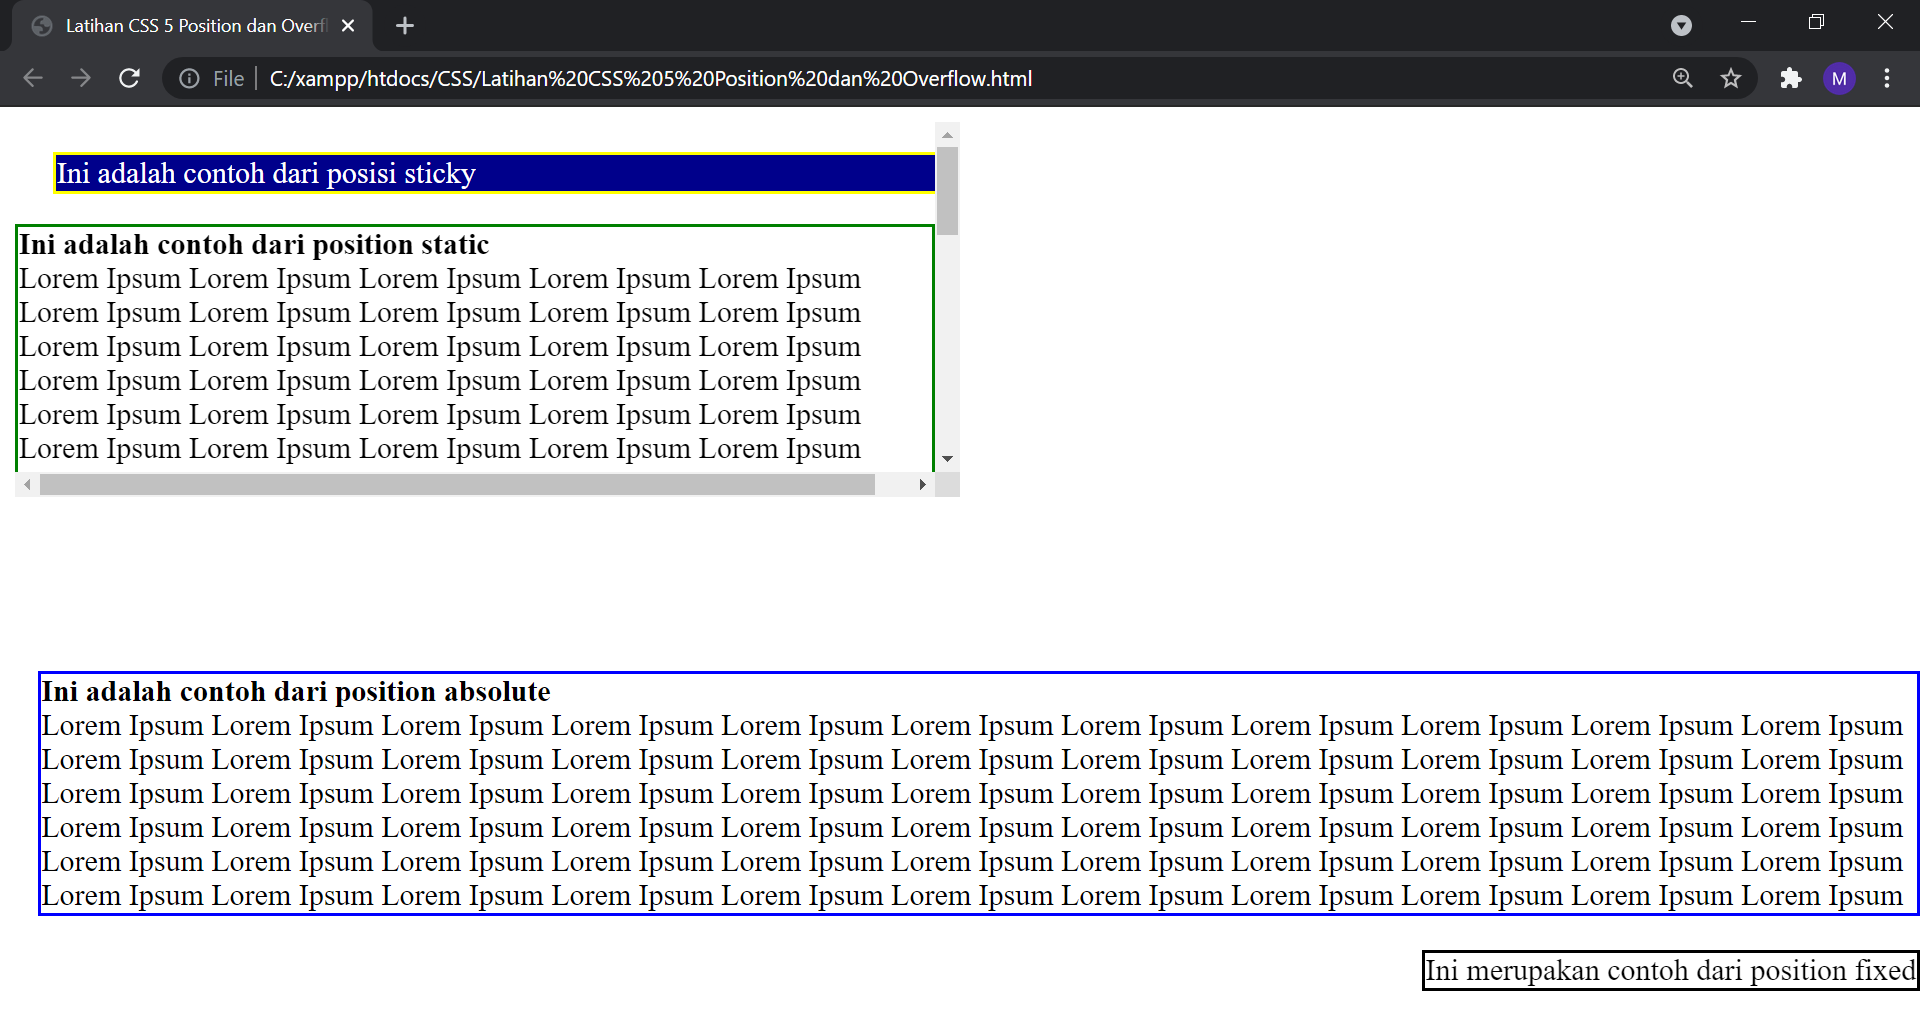 Latihan CSS 5 Position dan Overf
File
C:/xampp/htdocs/CSS/Latihan%20CSS%205%20Position%20dan%20Overflow.html
M
Ini adalah contoh dari posisi sticky
Ini adalah contoh dari position static
Lorem Ipsum Lorem Ipsum Lorem Ipsum Lorem Ipsum Lorem Ipsum
Lorem Ipsum Lorem Ipsum Lorem Ipsum Lorem Ipsum Lorem Ipsum
Lorem Ipsum Lorem Ipsum Lorem Ipsum Lorem Ipsum Lorem Ipsum
Lorem Ipsum Lorem Ipsum Lorem Ipsum Lorem Ipsum Lorem Ipsum
Lorem Ipsum Lorem Ipsum Lorem Ipsum Lorem Ipsum Lorem Ipsum
Lorem Ipsum Lorem Ipsum Lorem Ipsum Lorem Ipsum Lorem Ipsum
Ini adalah contoh dari position absolute
Lorem Ipsum Lorem Ipsum Lorem Ipsum Lorem Ipsum Lorem Ipsum Lorem Ipsum Lorem Ipsum Lorem Ipsum Lorem Ipsum Lorem Ipsum Lorem Ipsum
Lorem Ipsum Lorem Ipsum Lorem Ipsum Lorem Ipsum Lorem Ipsum Lorem Ipsum Lorem Ipsum Lorem Ipsum Lorem Ipsum Lorem Ipsum Lorem Ipsum
Lorem Ipsum Lorem Ipsum Lorem Ipsum Lorem Ipsum Lorem Ipsum Lorem Ipsum Lorem Ipsum Lorem Ipsum Lorem Ipsum Lorem Ipsum Lorem Ipsum
Lorem Ipsum Lorem Ipsum Lorem Ipsum Lorem Ipsum Lorem Ipsum Lorem Ipsum Lorem Ipsum Lorem Ipsum Lorem Ipsum Lorem Ipsum Lorem Ipsum
Lorem Ipsum Lorem Ipsum Lorem Ipsum Lorem Ipsum Lorem Ipsum Lorem Ipsum Lorem Ipsum Lorem Ipsum Lorem Ipsum Lorem Ipsum Lorem Ipsum
Lorem Ipsum Lorem Ipsum Lorem Ipsum Lorem Ipsum Lorem Ipsum Lorem Ipsum Lorem Ipsum Lorem Ipsum Lorem Ipsum Lorem Ipsum Lorem Ipsum
Ini merupakan contoh dari position fixed